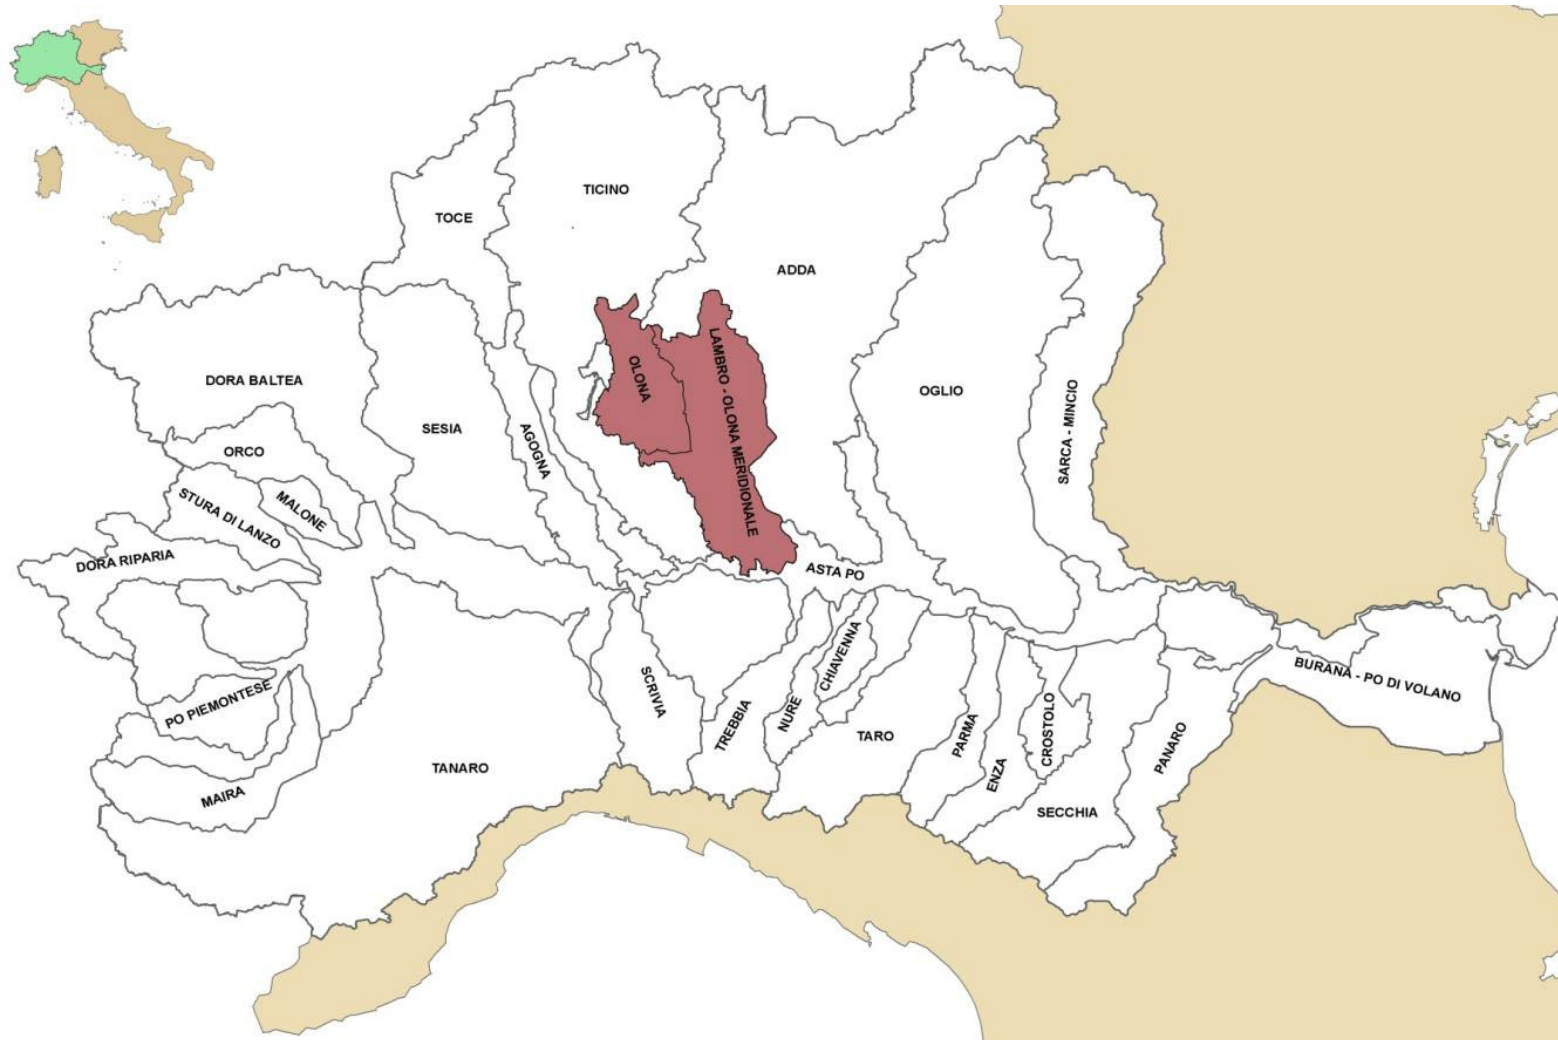 TICINO
TOCE
ADDA
DORA BALTEA
OLONA
LAMBRO - OLONA MERIDIONALE
OGLIO
SARCA - MINCIO
SESIA
AGOGNA
ORCO
MALONE
STURA DI LANZO
DORA RIPARIA
ASTA PO
CHIAVENNA
BURANA - PO DI VOLANO
PO PIEMONTESE
SCRIVIA
TREBBIA
NURE
TARO
PARMA
ENZA
CROSTOLO
PANARO
TANARO
MAIRA
SECCHIA